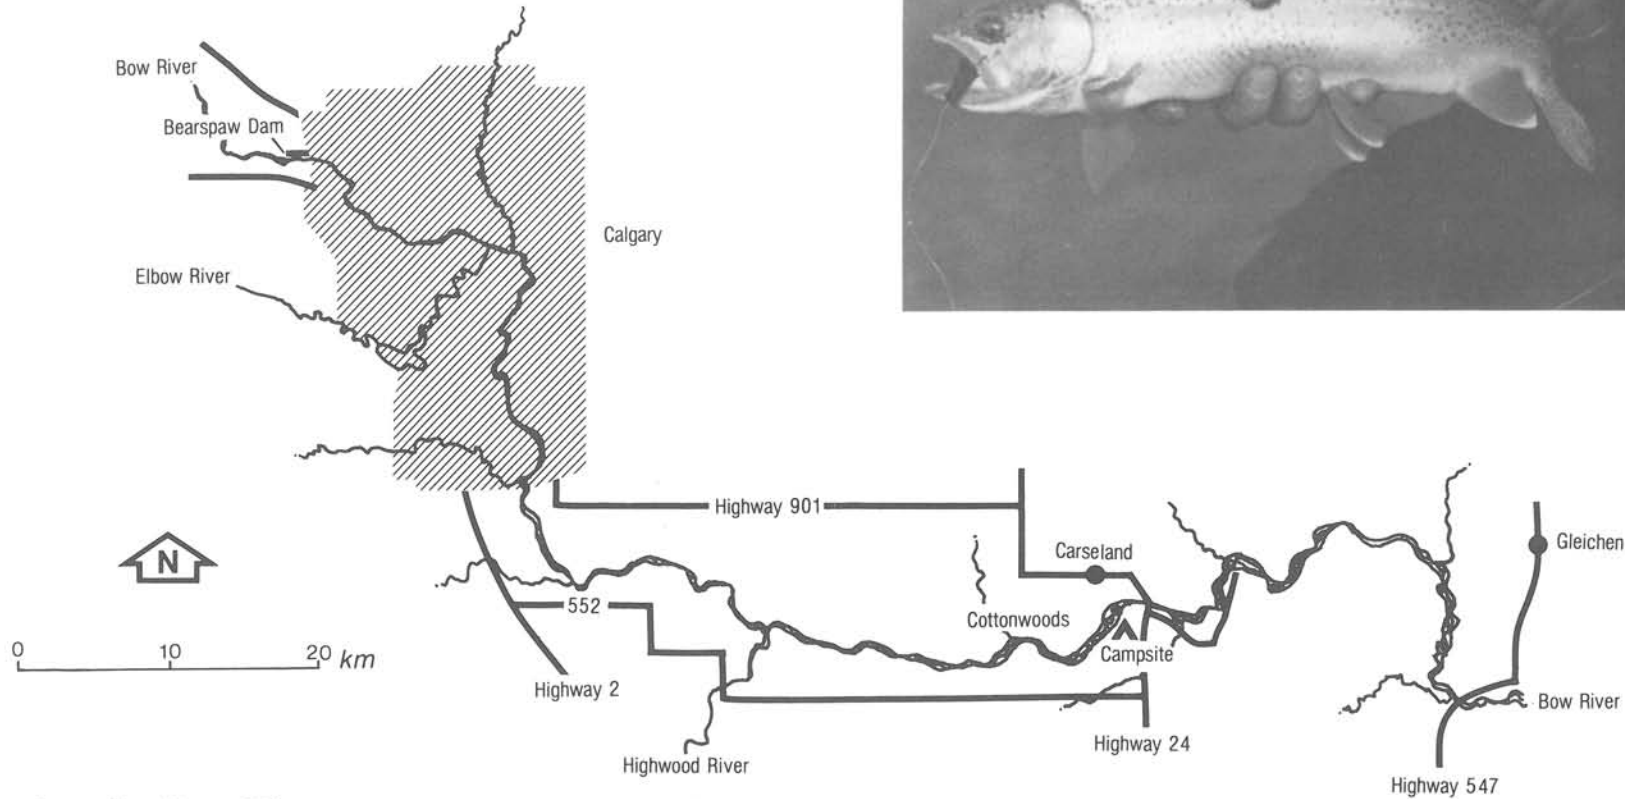 Bow River
Bearspaw Dam
Calgary
Elbow River
Highway 901
Carseland
Gleichen
N
552
Cottonwoods
Campsite
0 10 20 km
Highway 2
Bow River
Highway 24
Highwood River
Highway 547